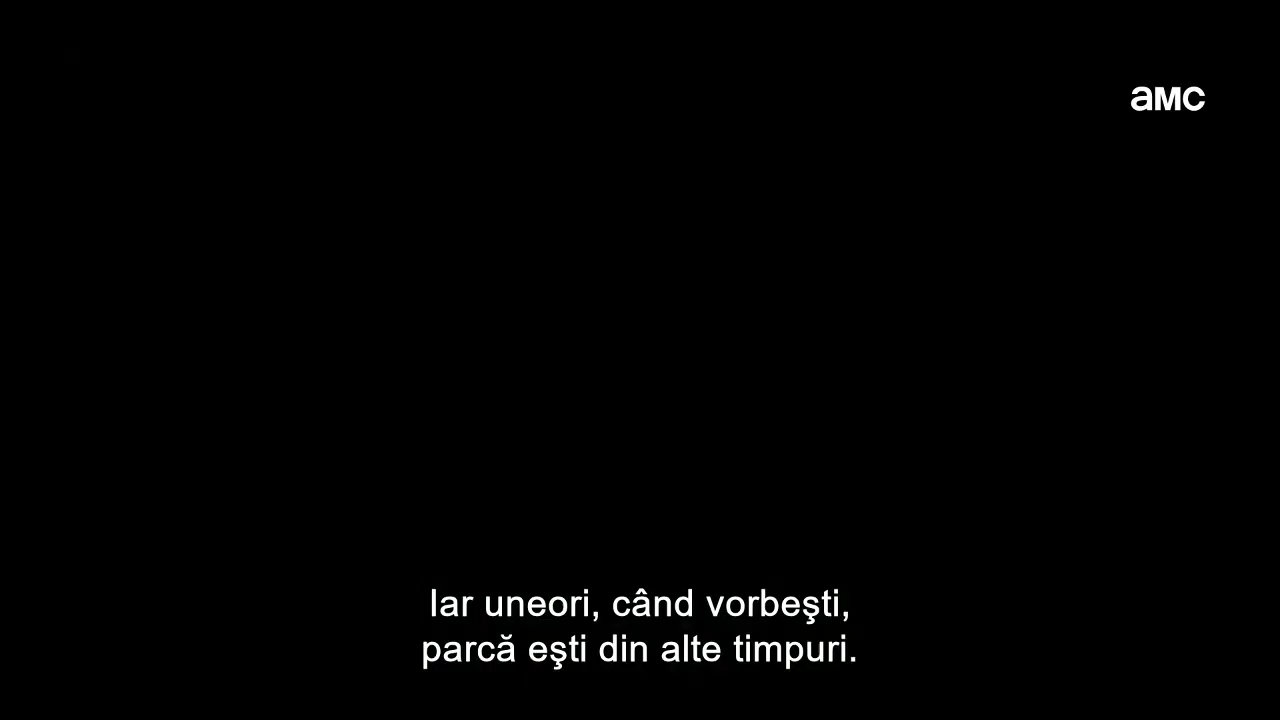 aMC
Iar uneori, când vorbeşti,
parcă eşti din alte timpuri.